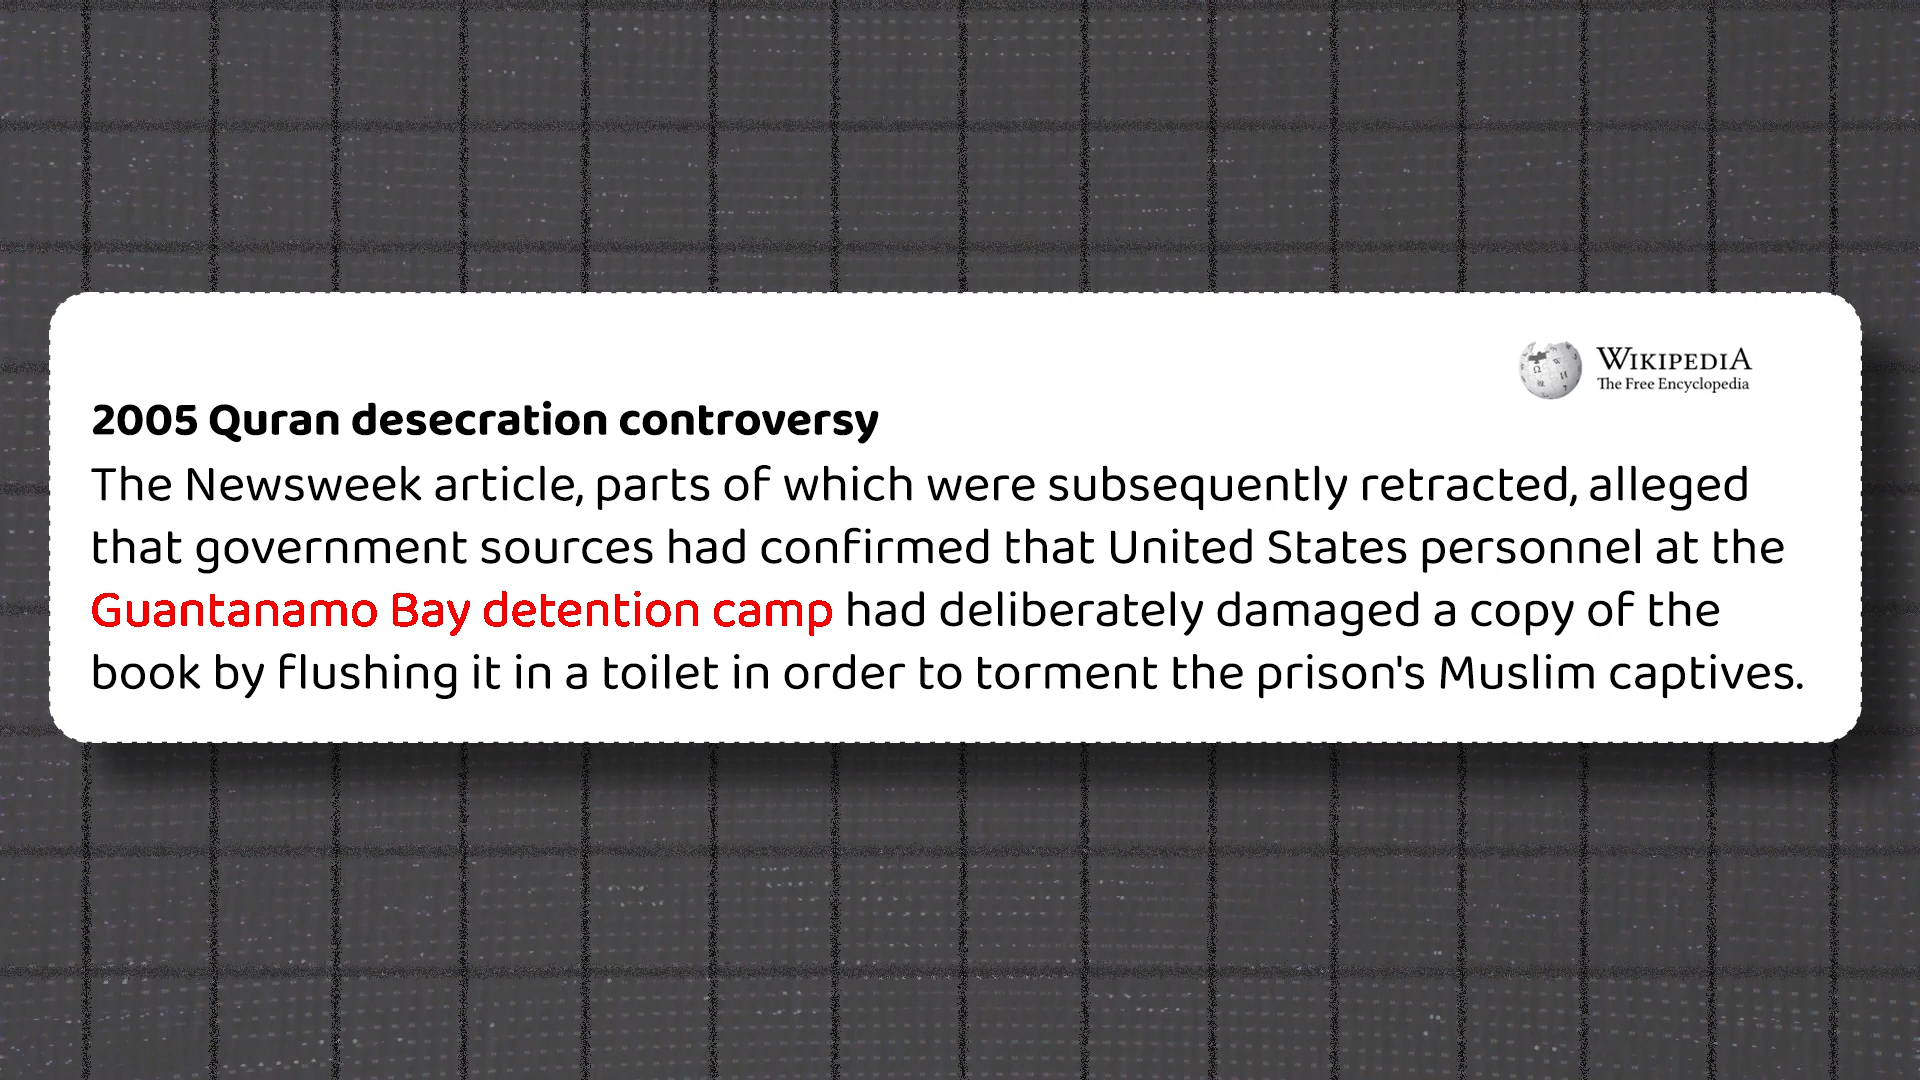 WIKIPEDIA
The Free Encyclopedia
2005 Quran desecration controversy
The Newsweek article, parts of which were subsequently retracted, alleged
that government sources had confirmed that United States personnel at the
Guantanamo Bay detention camp had deliberately damaged a copy of the
book by flushing it in a toilet in order to torment the prison's Muslim captives.